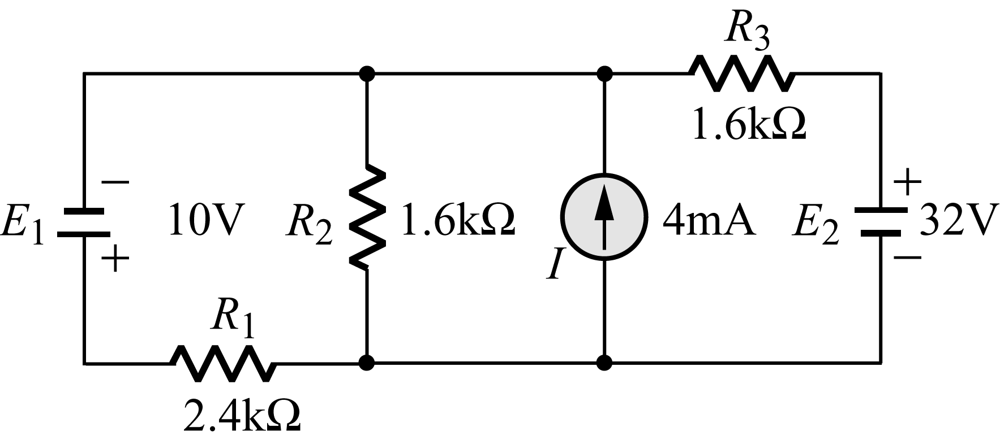 R3
1.6kΩ
− +
E1 10V R2 1.6kΩ 4mA E2 32V
+ I −
R1
2.4kΩ